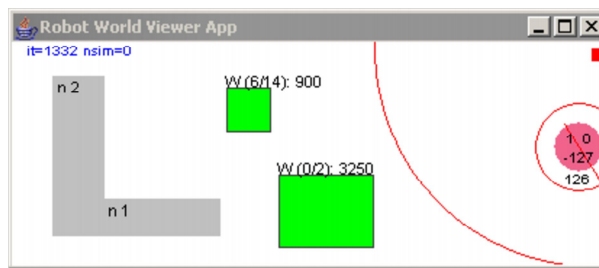 Robot World Viewer App
it=1332 nsim=0
n 2
W (6/14): 900
1 0
-127
126
W (0/2): 3250
n 1